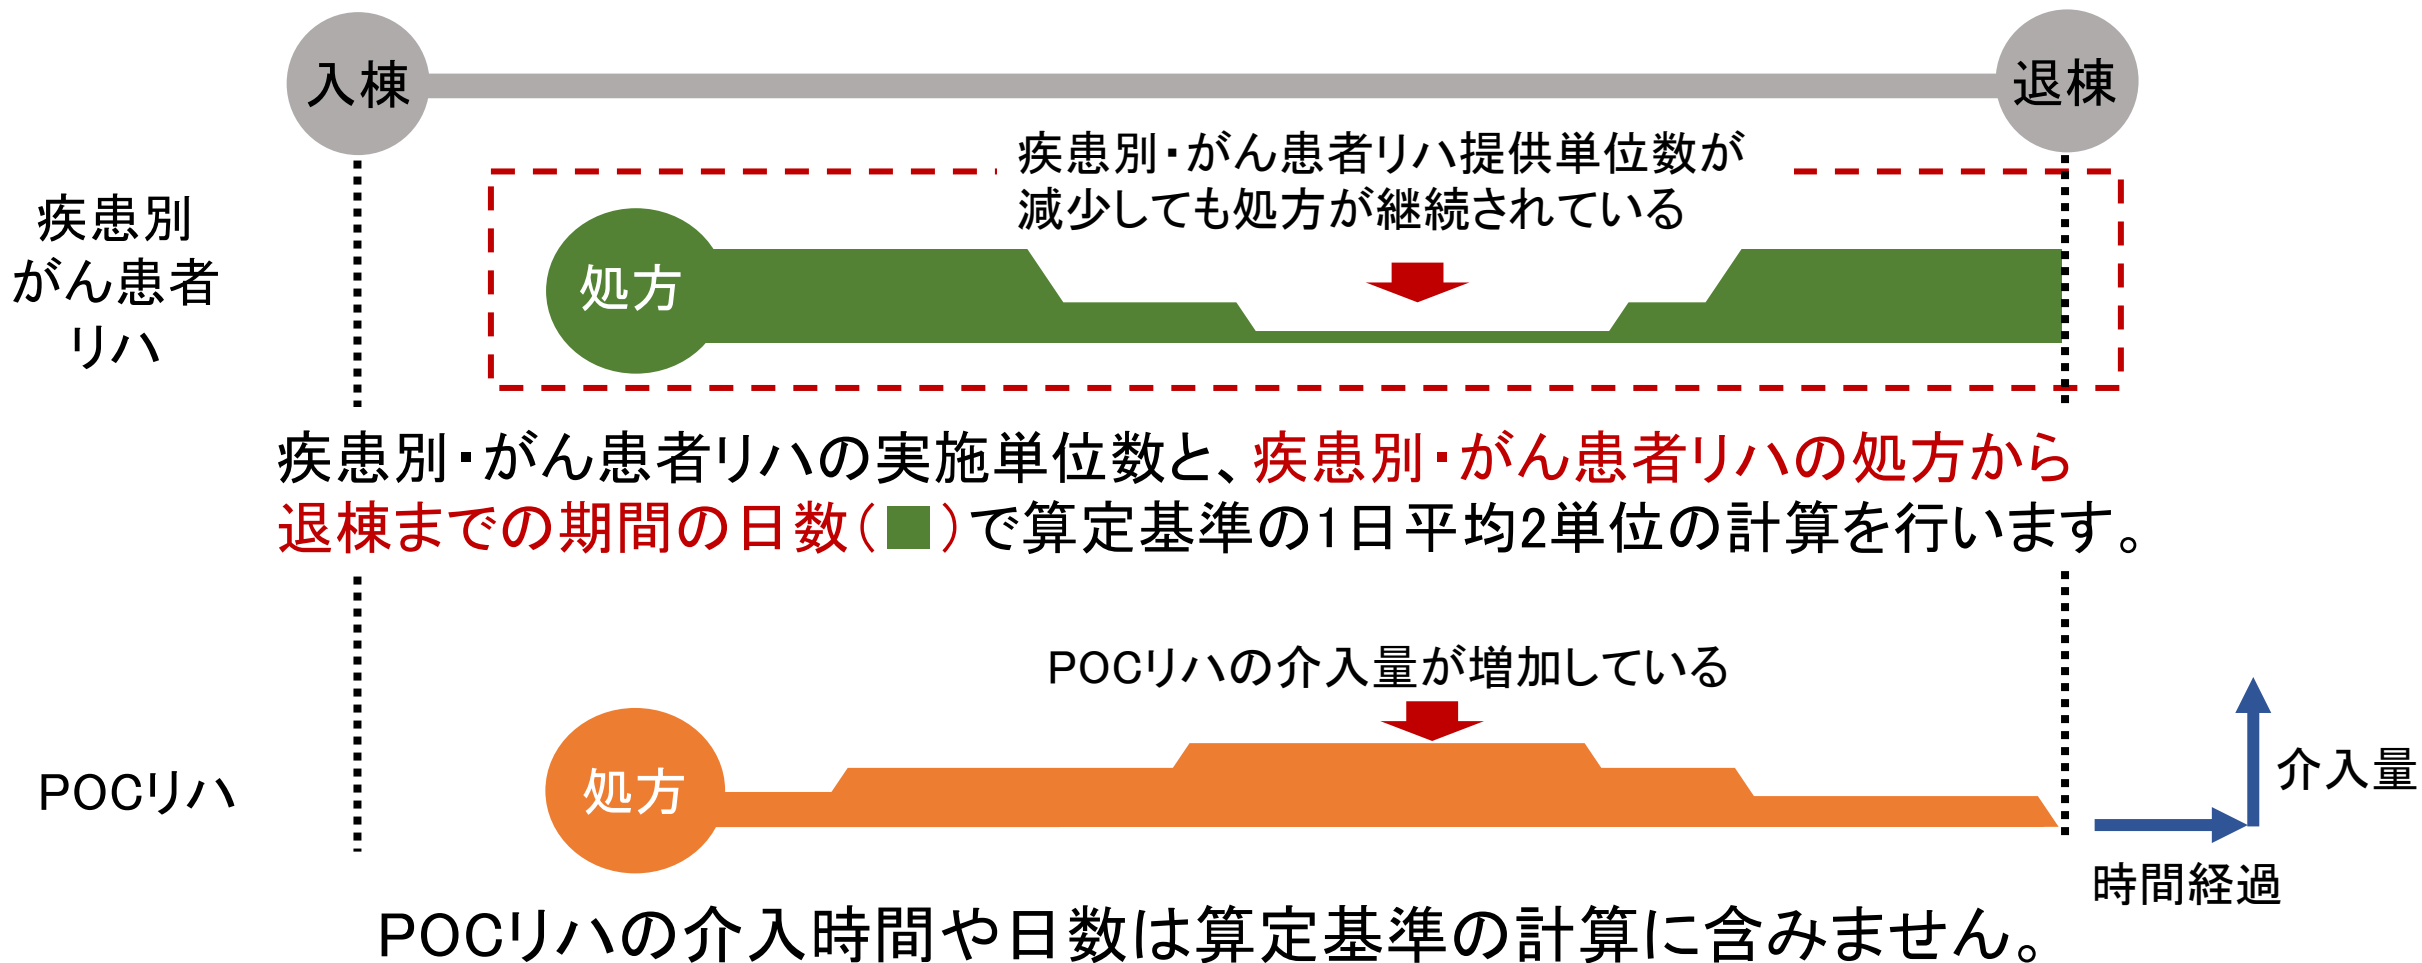 入棟
退棟
疾患別・がん患者リハ提供単位数が
減少しても処方が継続されている
疾患別
がん患者
リハ
処方
疾患別・がん患者リハの実施単位数と、疾患別・がん患者リハの処方から
退棟までの期間の日数(■)で算定基準の1日平均2単位の計算を行います。
POCリハの介入量が増加している
POCリハ
処方
介入量
時間経過
POCリハの介入時間や日数は算定基準の計算に含みません。